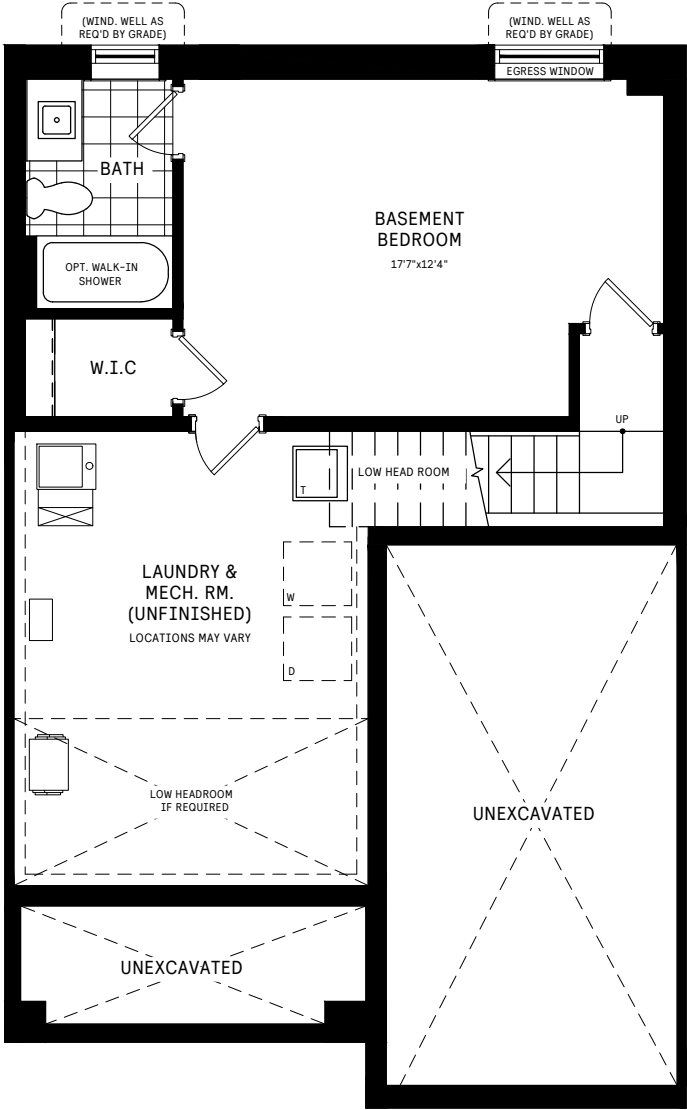 (WIND. WELL AS
REQ'D BY GRADE)
(WIND. WELL AS
REQ'D BY GRADE)
EGRESS WINDOW
BATH
BASEMENT
BEDROOM
17'7"x12'4"
OPT. WALK-IN
SHOWER
W.I.C
UP
LOW HEAD ROOM
T
LAUNDRY &
MECH. RM.
(UNFINISHED)
LOCATIONS MAY VARY
W
D
LOW HEADROOM
IF REQUIRED
UNEXCAVATED
UNEXCAVATED